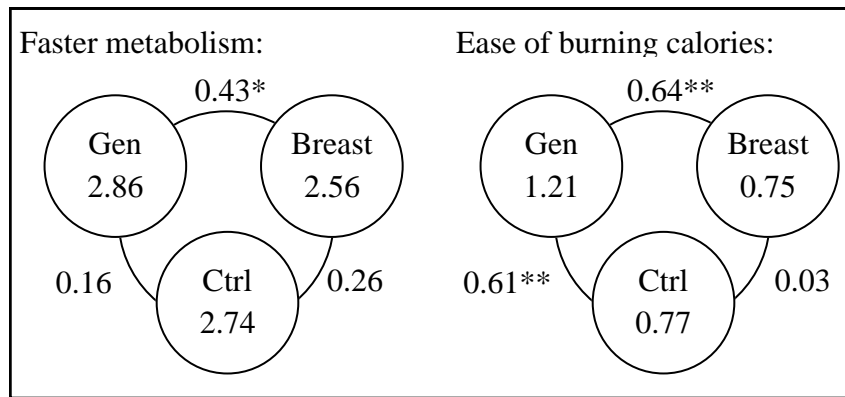 Faster metabolism:
0.43*
Gen
2.86
Breast
2.56
0.16
Ctrl
2.74
0.26
Ease of burning calories:
0.64**
Gen
1.21
Breast
0.75
0.61**
Ctrl
0.77
0.03